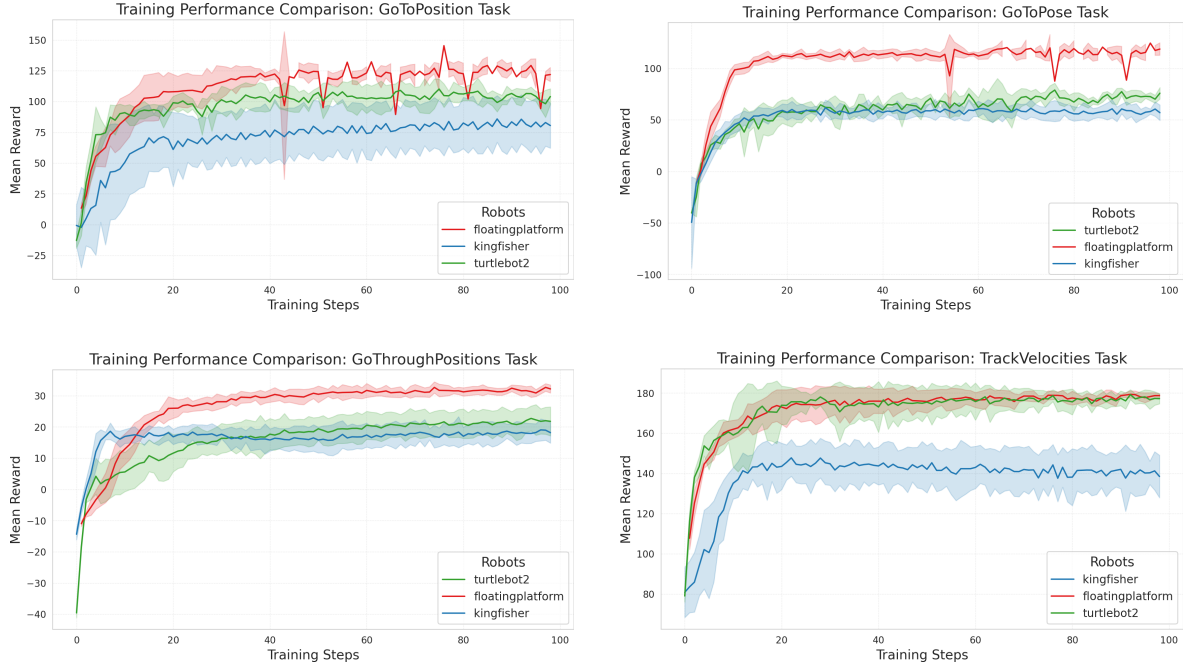 Training Performance Comparison: GoToPosition Task
Mean Reward
150
125
100
75
50
25
0
−25
0 20 40 60 80 100
Training Steps
Robots
floatingplatform
kingfisher
turtlebot2
Training Performance Comparison: GoToPose Task
Mean Reward
100
50
0
−50
−100
0 20 40 60 80 100
Training Steps
Robots
turtlebot2
floatingplatform
kingfisher
Training Performance Comparison: GoThroughPositions Task
Mean Reward
30
20
10
0
−10
−20
−30
−40
0 20 40 60 80 100
Training Steps
Robots
turtlebot2
floatingplatform
kingfisher
Training Performance Comparison: TrackVelocities Task
Mean Reward
180
160
140
120
100
80
0 20 40 60 80 100
Training Steps
Robots
kingfisher
floatingplatform
turtlebot2